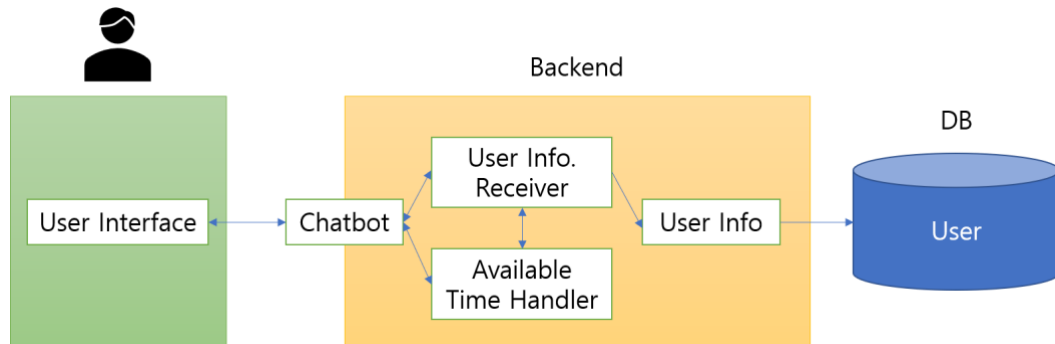 Backend
DB
User Interface
Chatbot
User Info.
Receiver
Available
Time Handler
User Info
User